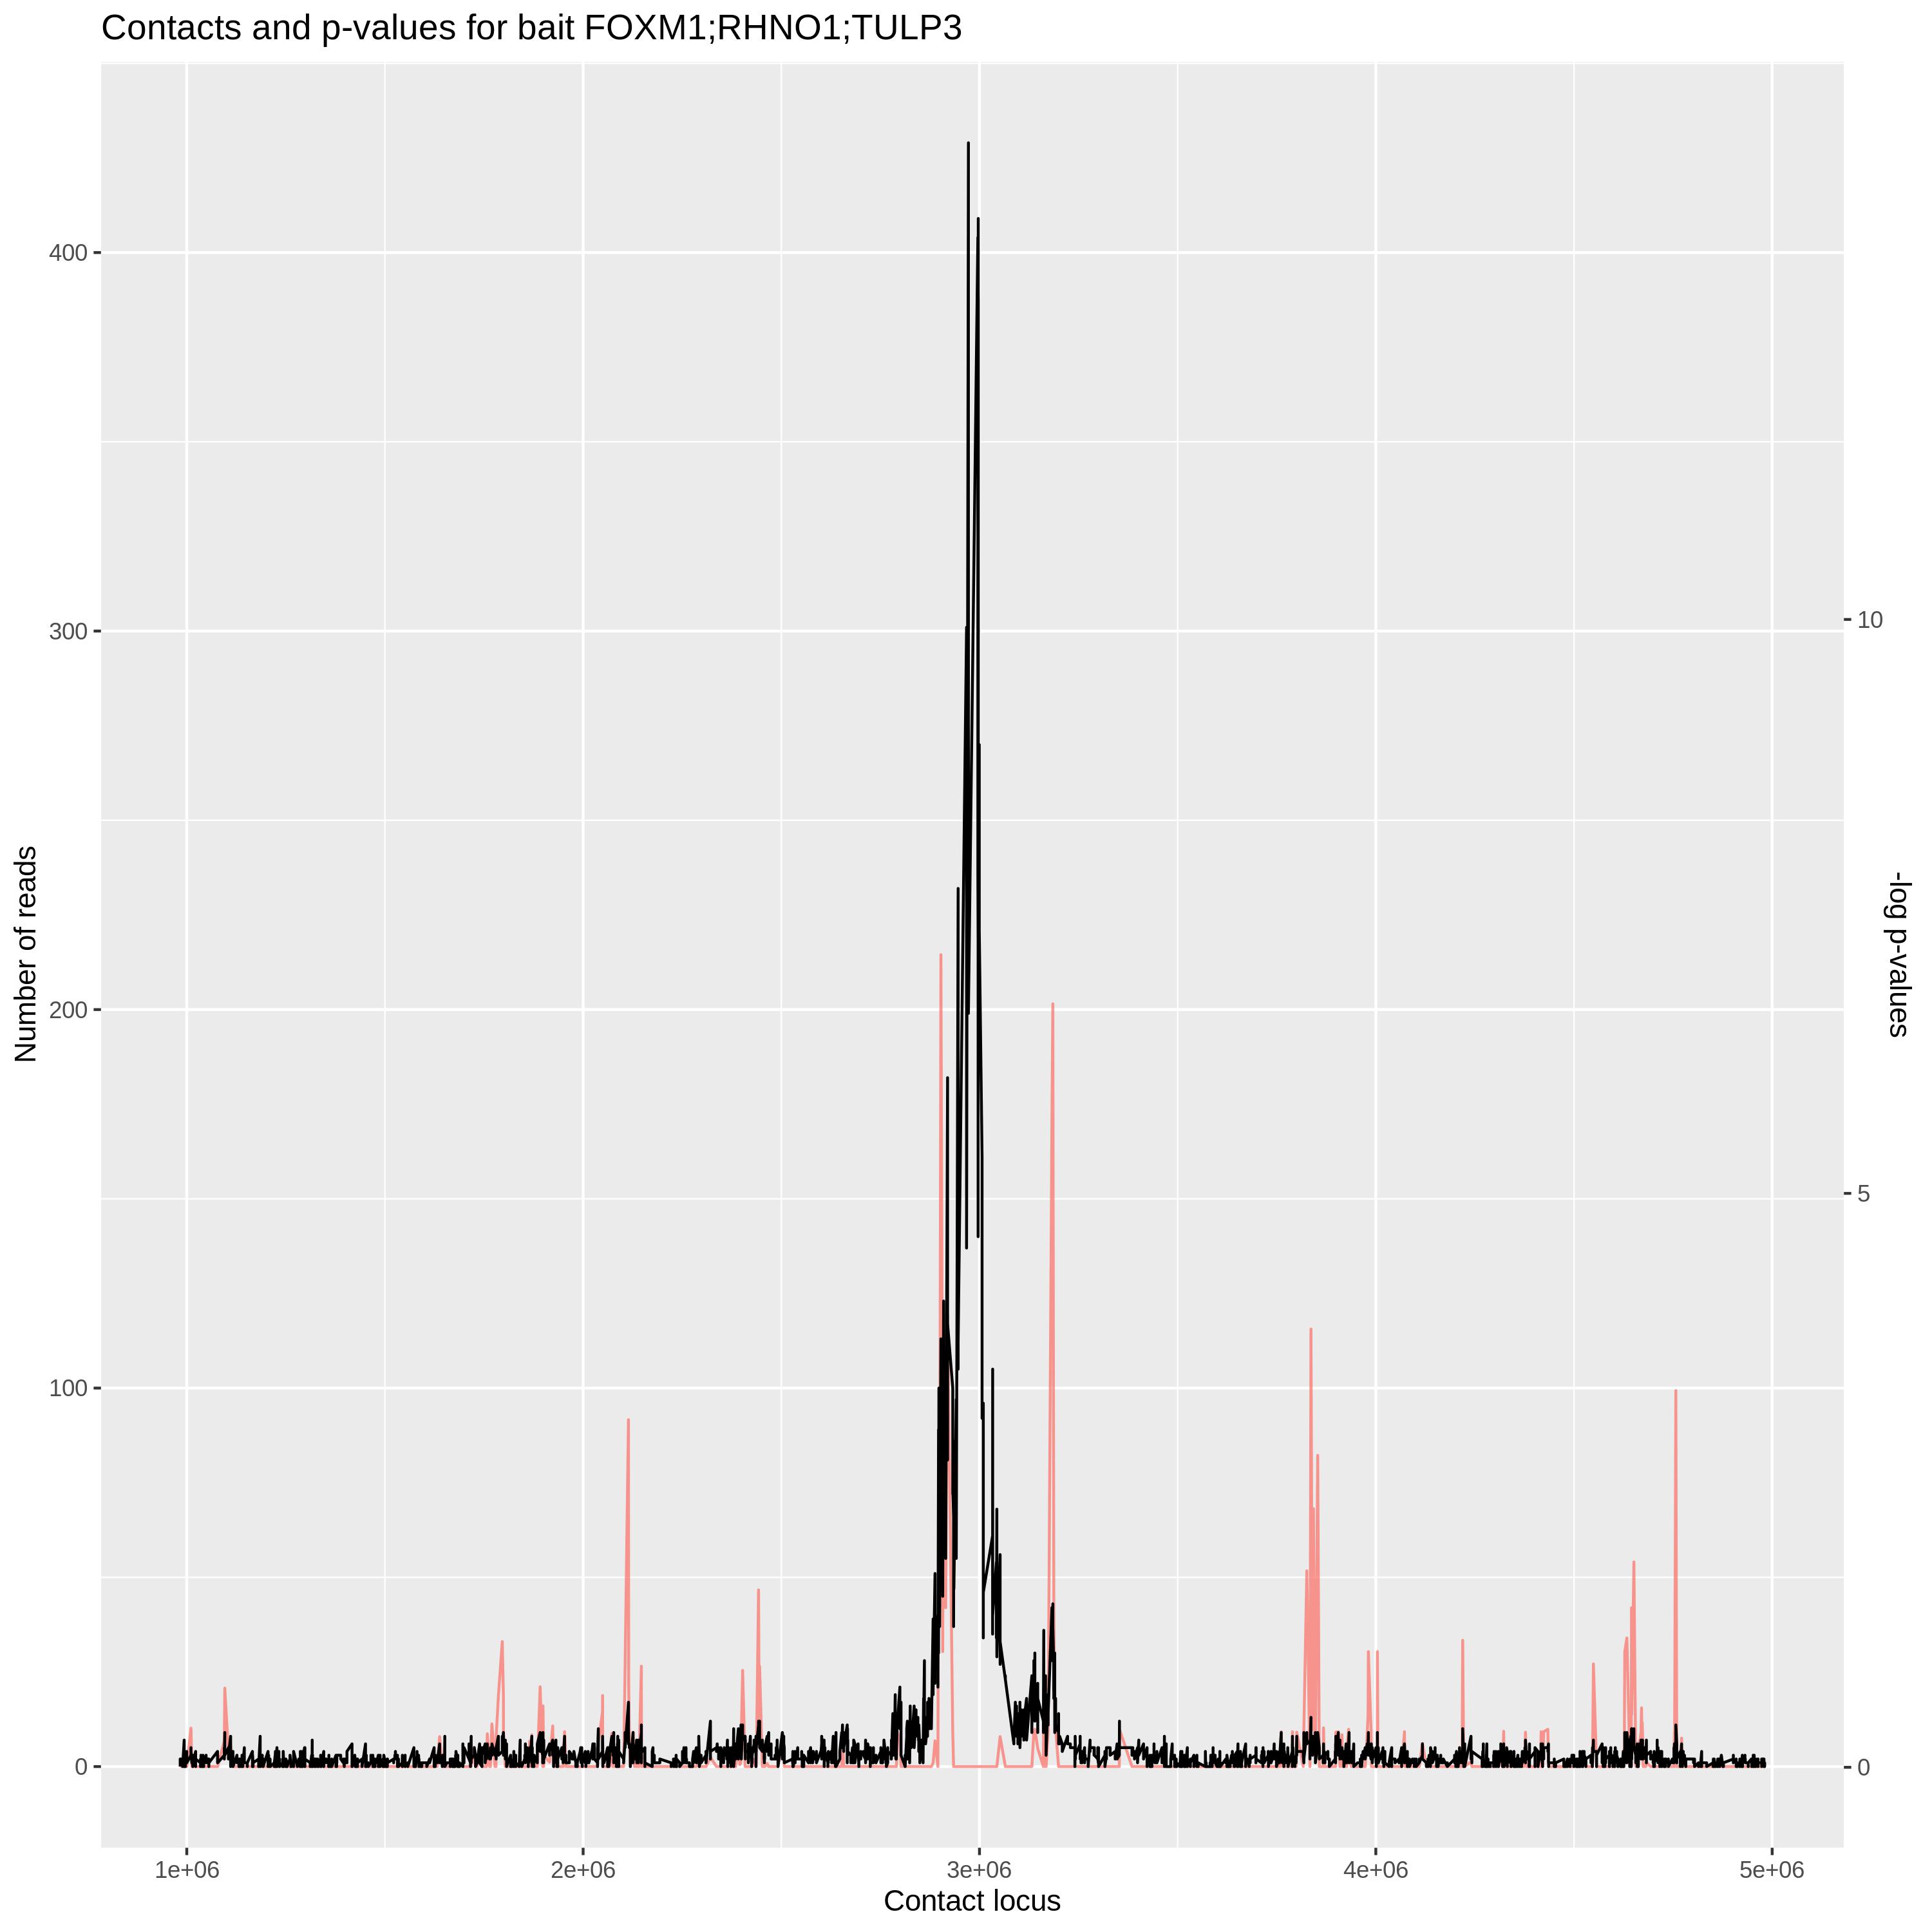 Contacts and p-values for bait FOXM1;RHNO1;TULP3
Number of reads
400
300
200
100
0
10
5
0
-log p-values
1e+06
2e+06
3e+06
4e+06
5e+06
Contact locus